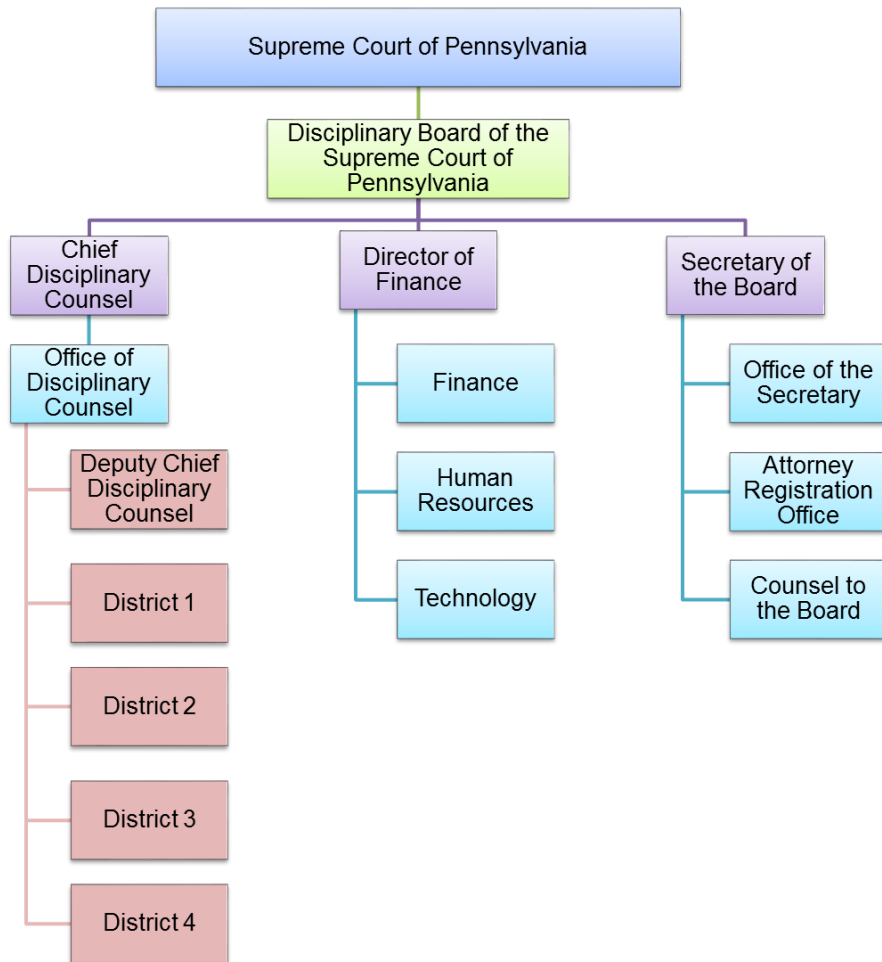 Supreme Court of Pennsylvania
Disciplinary Board of the
Supreme Court of
Pennsylvania
Chief
Disciplinary
Counsel
Director of
Finance
Secretary of
the Board
Office of
Disciplinary
Counsel
Finance
Office of the
Secretary
Deputy Chief
Disciplinary
Counsel
Human
Resources
Attorney
Registration
Office
District 1
Technology
Counsel to
the Board
District 2
District 3
District 4